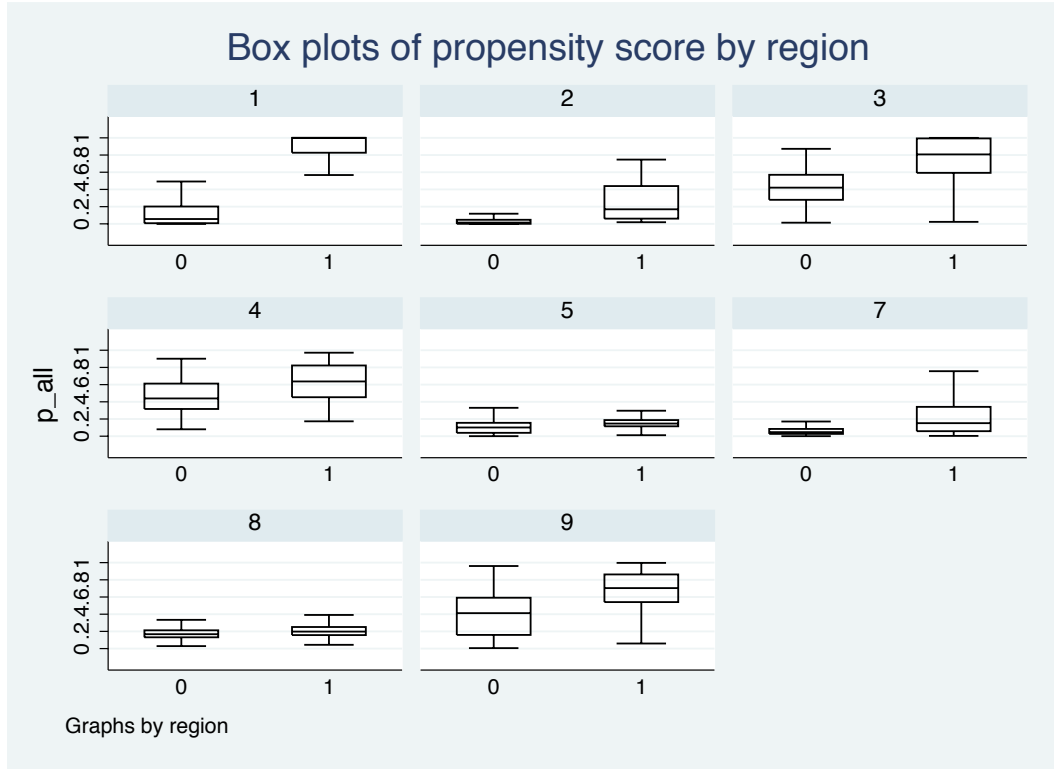 Box plots of propensity score by region
1 2 3
0 .2.4.6.81
0 1 0 1 0 1
4 5 7
p_all
0 .2.4.6.81
0 1 0 1 0 1
8 9
0 .2.4.6.81
0 1 0 1
Graphs by region